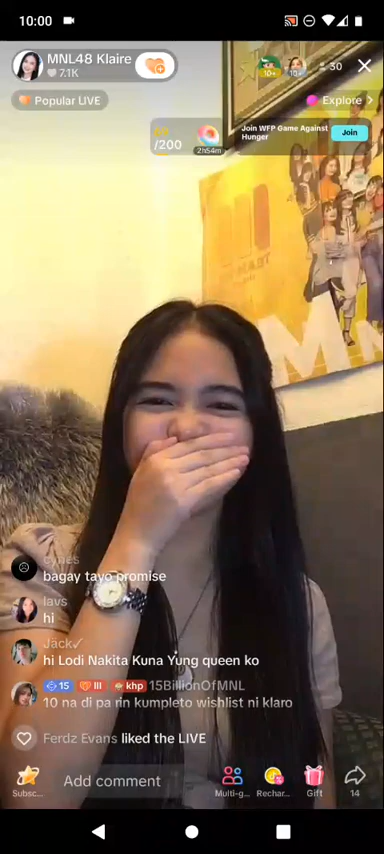 10:00
MNL48 Klaire
7.1K
10+
10+
30
Popular LIVE
Explore
/200
2h54m
Join WFP Game Against
Hunger
Join
bagay tayo promise
lavs
hi
Jack✓
hi Lodi Nakita Kuna Yung queen ko
15
III
khp
15BillionOfMNL
10 na di pa rin kumpleto wishlist ni klaro
Ferdz Evans liked the LIVE
Subsc...
Add comment
Multi-g...
Rechar...
Gift
14